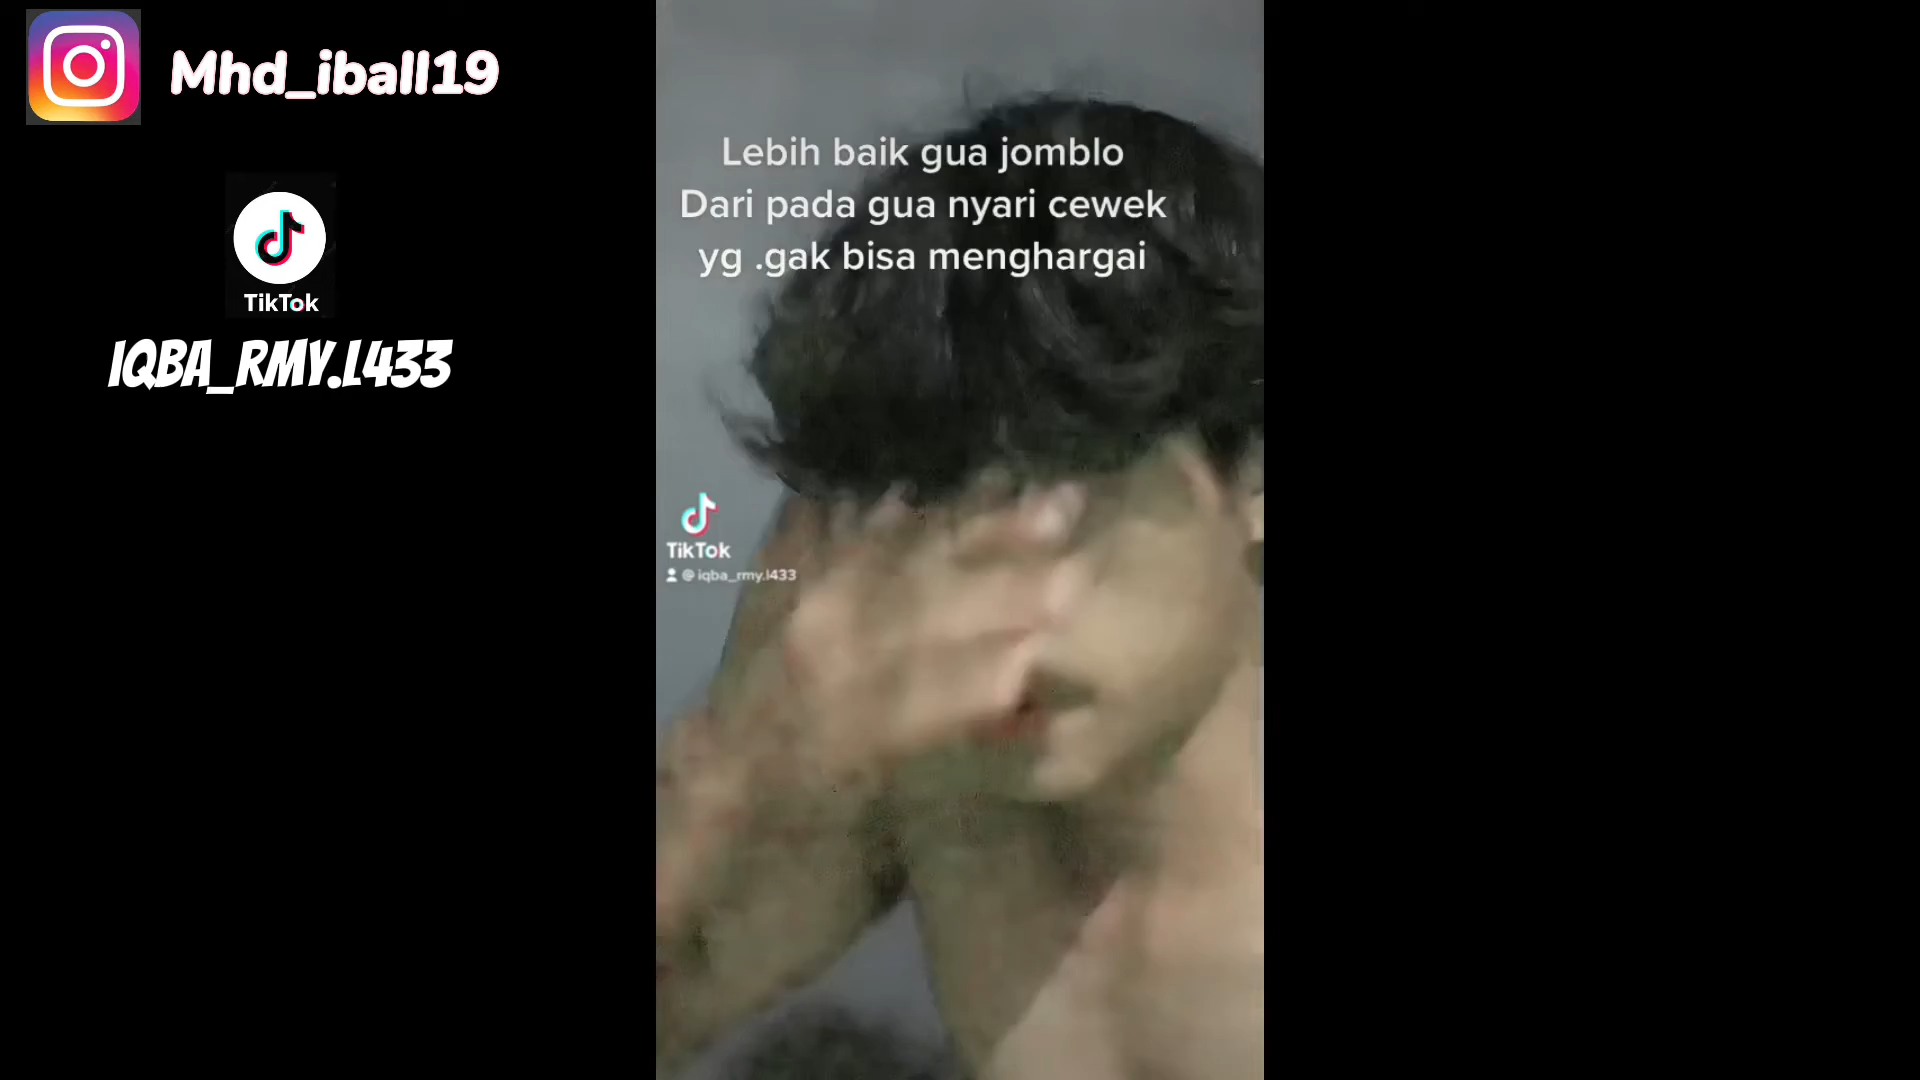 Mhd_iball19
TikTok
IQBA_RMY.L433
Lebih baik gua jomblo
Dari pada gua nyari cewek
yg .gak bisa menghargai
TikTok
@ iqba_rmy.l433